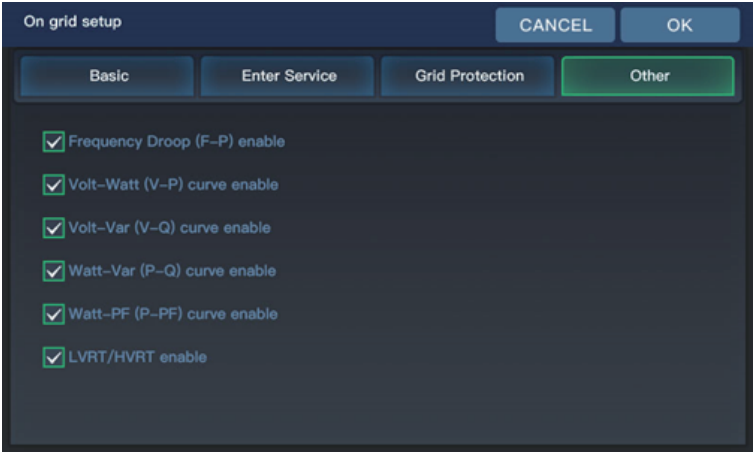 On grid setup CANCEL OK
Basic Enter Service Grid Protection Other
Frequency Droop (F-P) enable
Volt-Watt (V-P) curve enable
Volt-Var (V-Q) curve enable
Watt-Var (P-Q) curve enable
Watt-PF (P-PF) curve enable
LVRT/HVRT enable